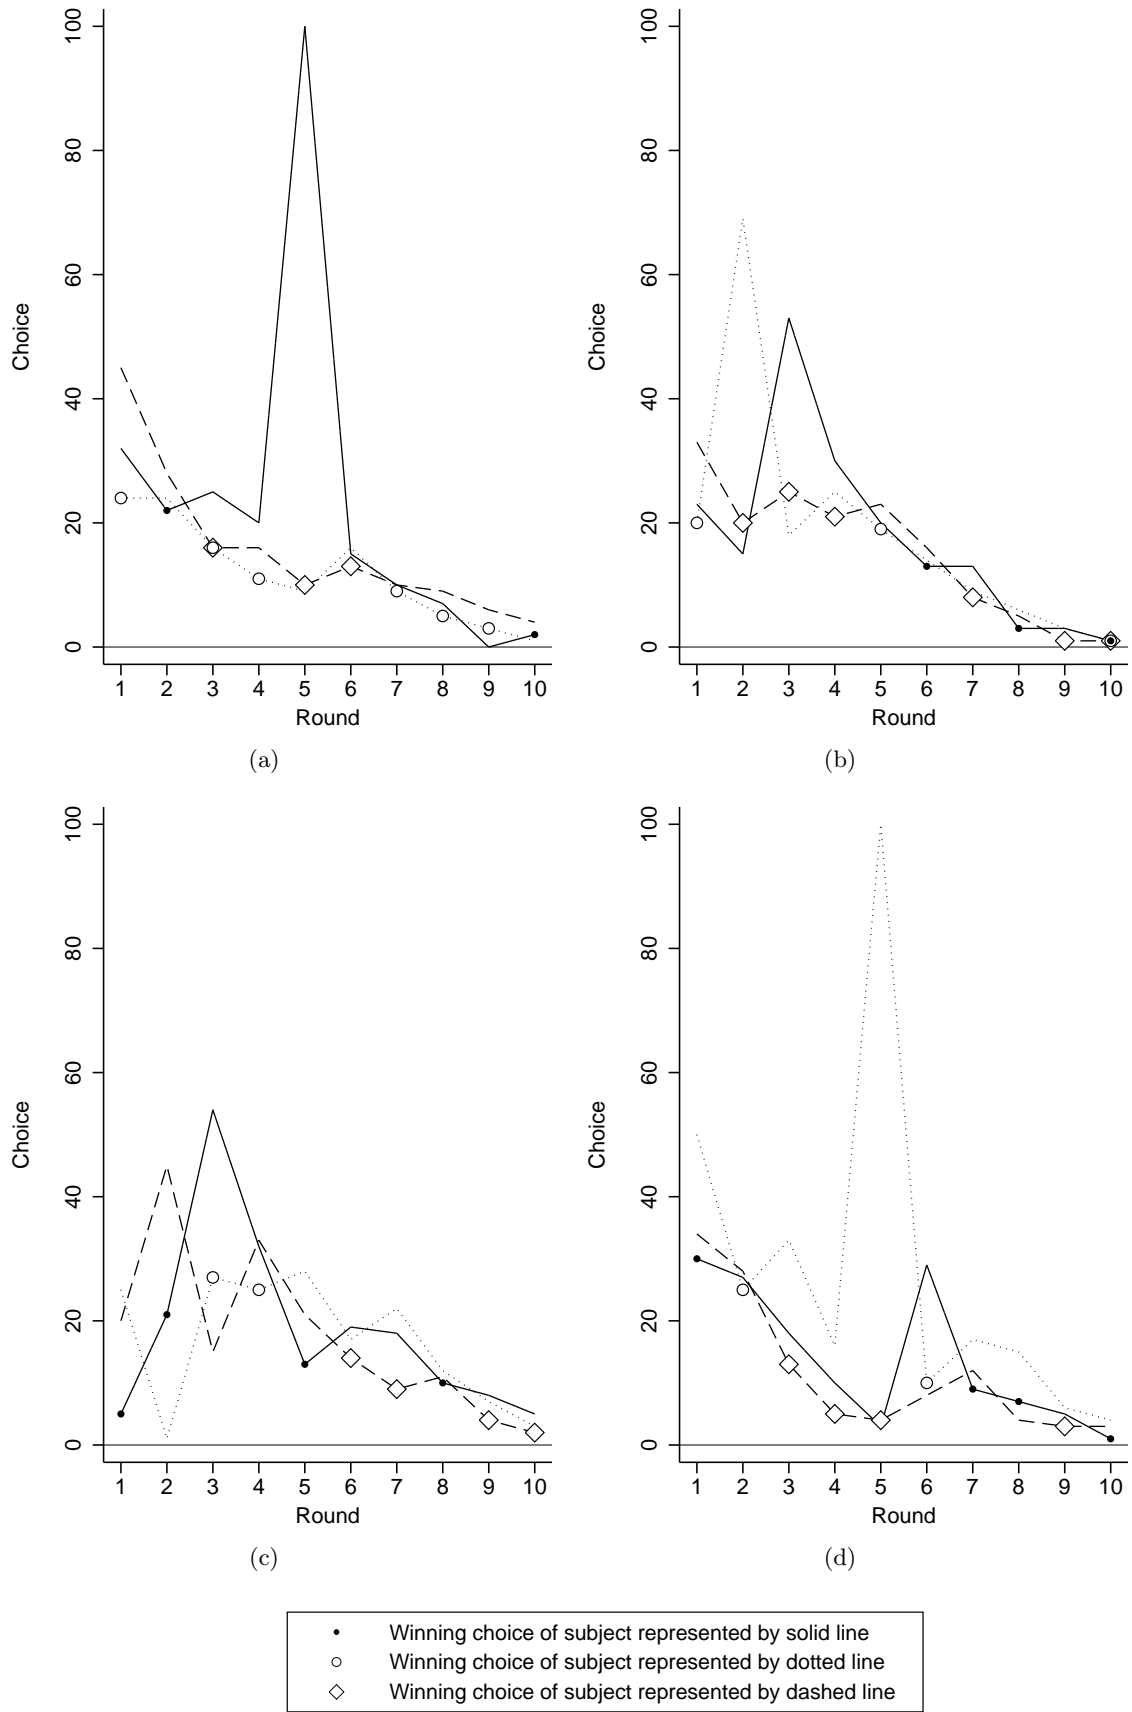 100
80
60
40
20
0
Choice
1 2 3 4 5 6 7 8 9 10
Round
(a)
100
80
60
40
20
0
Choice
1 2 3 4 5 6 7 8 9 10
Round
(b)
100
80
60
40
20
0
Choice
1 2 3 4 5 6 7 8 9 10
Round
(c)
100
80
60
40
20
0
Choice
1 2 3 4 5 6 7 8 9 10
Round
(d)
Winning choice of subject represented by solid line
Winning choice of subject represented by dotted line
Winning choice of subject represented by dashed line